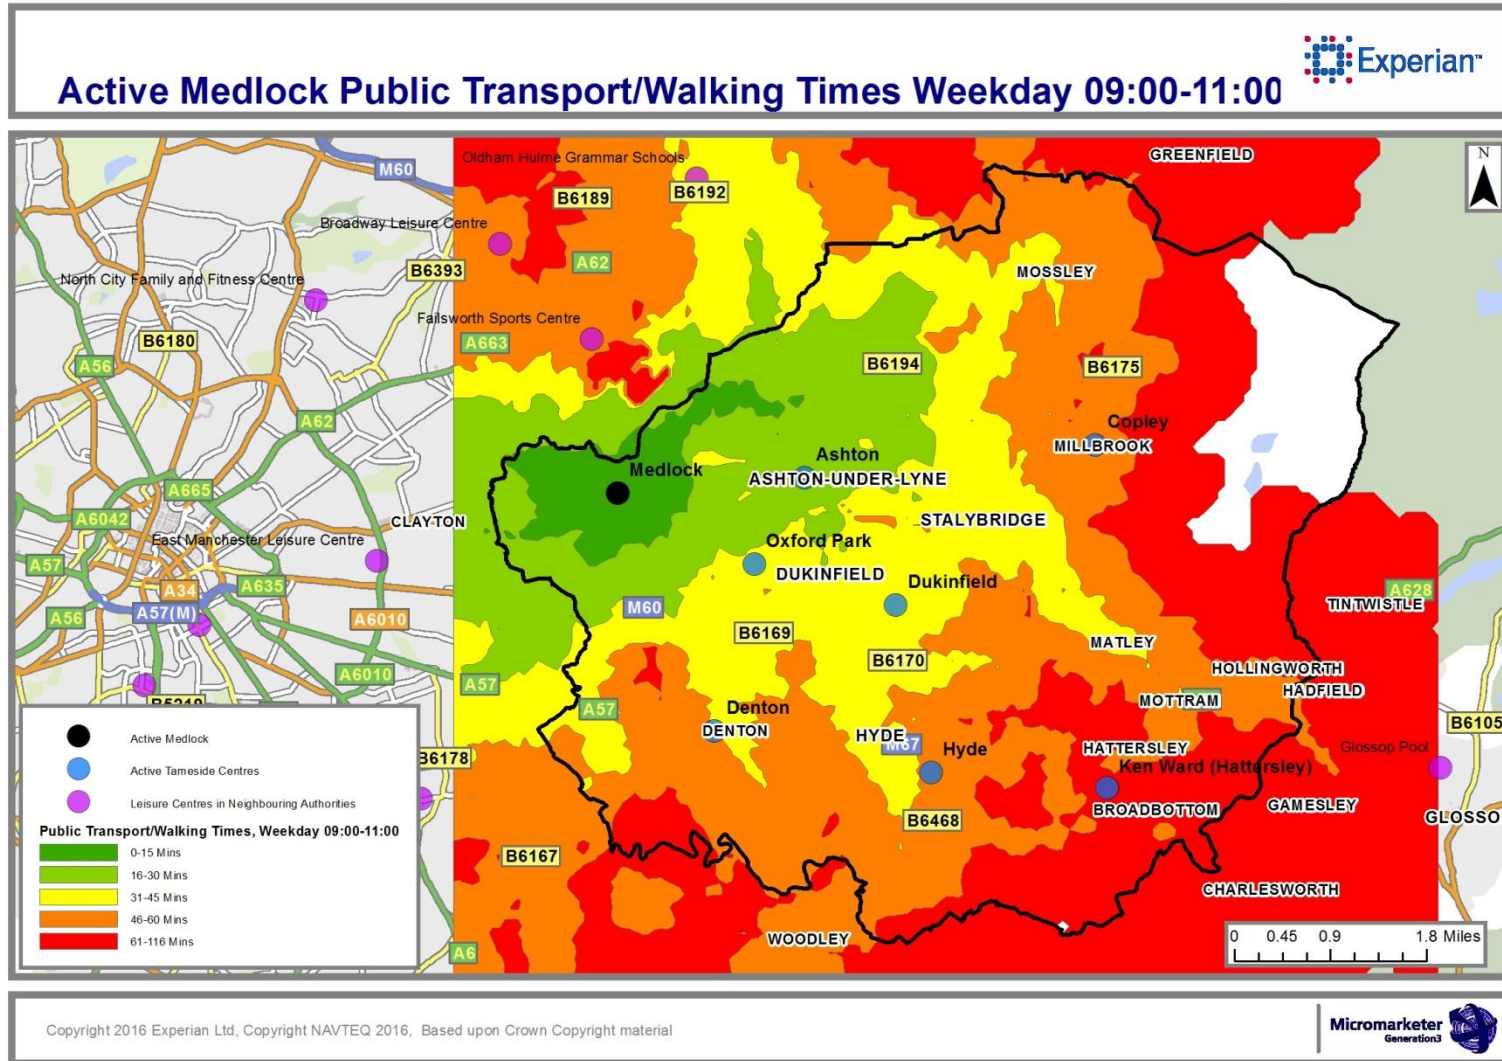 Active Medlock Public Transport/Walking Times Weekday 09:00-11:00
Experian™
M60
Oldham Hulme Grammar Schools
GREENFIELD
N
B6189
B6192
Broadway Leisure Centre
A62
B6393
North City Family and Fitness Centre
MOSSLEY
Failsworth Sports Centre
B6180
A663
A56
B6194
B6175
A62
Copley
MILLBROOK
Ashton
Medlock
ASHTON-UNDER-LYNE
A665
A6042
CLAYTON
STALYBRIDGE
East Manchester Leisure Centre
Oxford Park
A57
DUKINFIELD
Dukinfield
A635
A34
A628
TINTWISTLE
A56
A57(M)
M60
A6010
B6169
MATLEY
B6170
HOLLINGWORTH
A6010
A57
HADFIELD
MOTTRAM
B5219
A57
Denton
DENTON
B6105
HYDE
M67
Hyde
HATTERSLEY
Glossop Pool
B6178
Ken Ward (Hattersley)
BROADBOTTOM
GAMESLEY
GLOSSO
B6468
B6167
CHARLESWORTH
WOODLEY
A6
Active Medlock
Active Tameside Centres
Leisure Centres in Neighbouring Authorities
Public Transport/Walking Times, Weekday 09:00-11:00
0-15 Mins
16-30 Mins
31-45 Mins
46-60 Mins
61-116 Mins
0 0.45 0.9 1.8 Miles
Copyright 2016 Experian Ltd, Copyright NAVTEQ 2016, Based upon Crown Copyright material
Micromarketer
Generation3